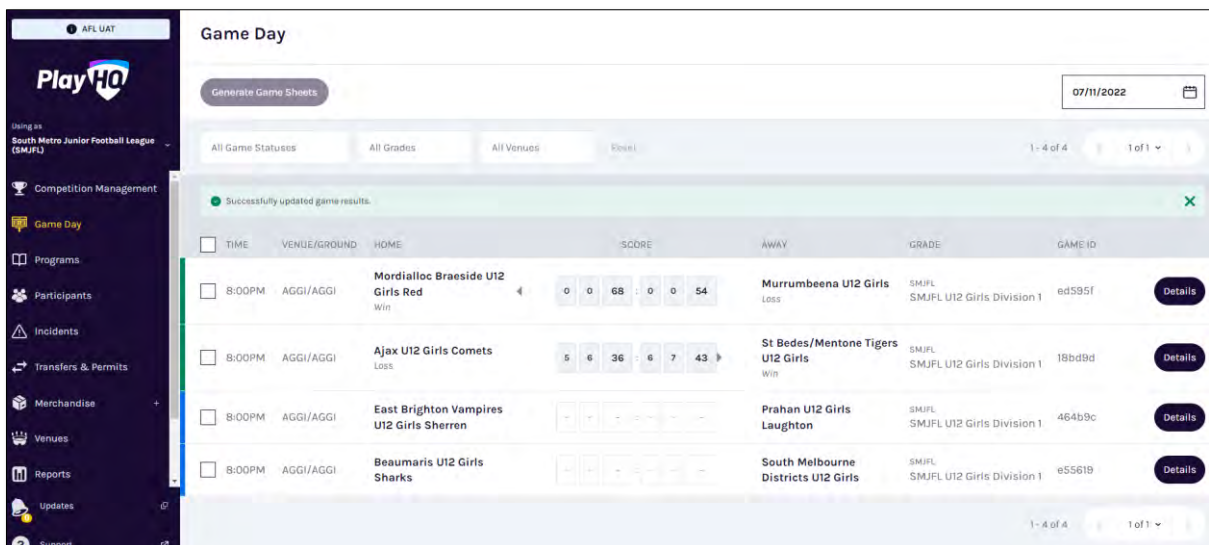 AFL UAT
PlayHQ
Using as
South Metro Junior Football League
(SMJFL)
Competition Management
Game Day
Programs
Participants
Incidents
Transfers & Permits
Merchandise +
Venues
Reports
Updates
Support
Game Day
Generate Game Sheets
07/11/2022
All Game Statuses All Grades All Venues Reset 1 - 4 of 4 1 of 1
Successfully updated game results.
TIME VENUE/GROUND HOME SCORE AWAY GRADE GAME ID
Mordialloc Braeside U12
Girls Red
Win
8:00PM AGGI/AGGI 0 0 68 : 0 0 54
Murrumbeena U12 Girls
Loss
SMJFL
SMJFL U12 Girls Division 1
ed595f Details
Ajax U12 Girls Comets
Loss
8:00PM AGGI/AGGI 5 6 36 : 6 7 43
St Bedes/Mentone Tigers
U12 Girls
Win
SMJFL
SMJFL U12 Girls Division 1
18bd9d Details
East Brighton Vampires
U12 Girls Sherren
8:00PM AGGI/AGGI - - - : - - -
Prahan U12 Girls
Laughton
SMJFL
SMJFL U12 Girls Division 1
464b9c Details
Beaumaris U12 Girls
Sharks
8:00PM AGGI/AGGI - - - : - - -
South Melbourne
Districts U12 Girls
SMJFL
SMJFL U12 Girls Division 1
e55619 Details
1 - 4 of 4 1 of 1